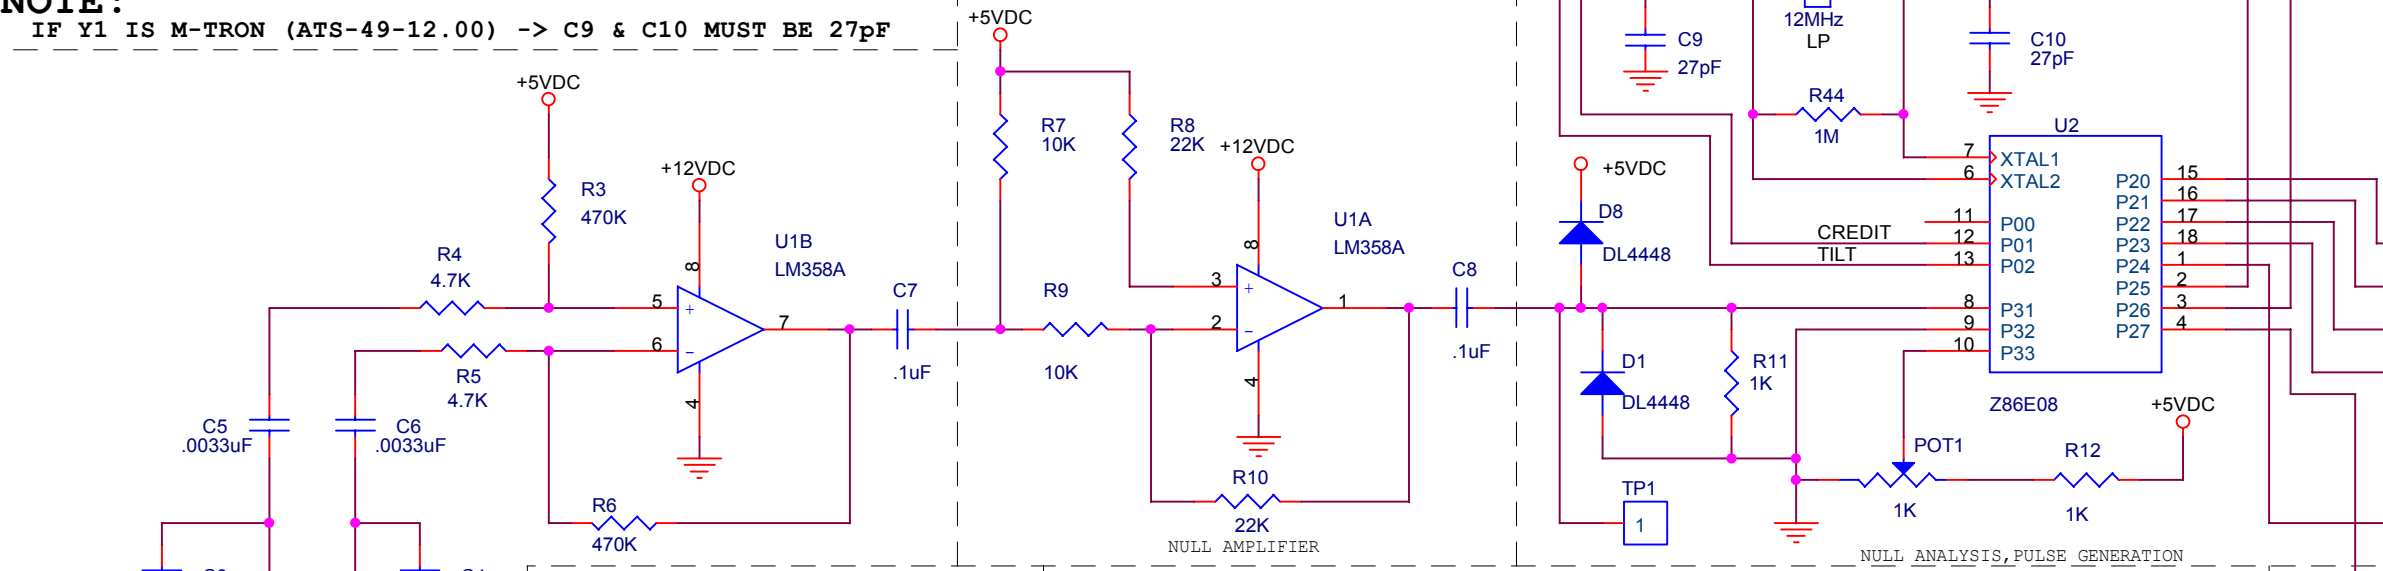 NOTE:
IF Y1 IS M-TRON (ATS-49-12.00) -> C9 & C10 MUST BE 27pF
+5VDC
R3
470K
+12VDC
U1B
LM358A
R4
4.7K
R5
4.7K
8
5
+
6
-
7
4
C5
.0033uF
C6
.0033uF
R6
470K
C7
.1uF
+5VDC
R7
10K
R8
22K
+12VDC
U1A
LM358A
R9
10K
8
3
+
2
-
1
4
R10
22K
NULL AMPLIFIER
C8
.1uF
C9
27pF
12MHz
LP
C10
27pF
R44
1M
+5VDC
D8
DL4448
D1
DL4448
R11
1K
TP1
1
CREDIT
TILT
U2
7 XTAL1
6 XTAL2
11 P00
12 P01
13 P02
8 P31
9 P32
10 P33
P20 15
P21 16
P22 17
P23 18
P24 1
P25 2
P26 3
P27 4
Z86E08
+5VDC
POT1
1K
R12
1K
NULL ANALYSIS,PULSE GENERATION